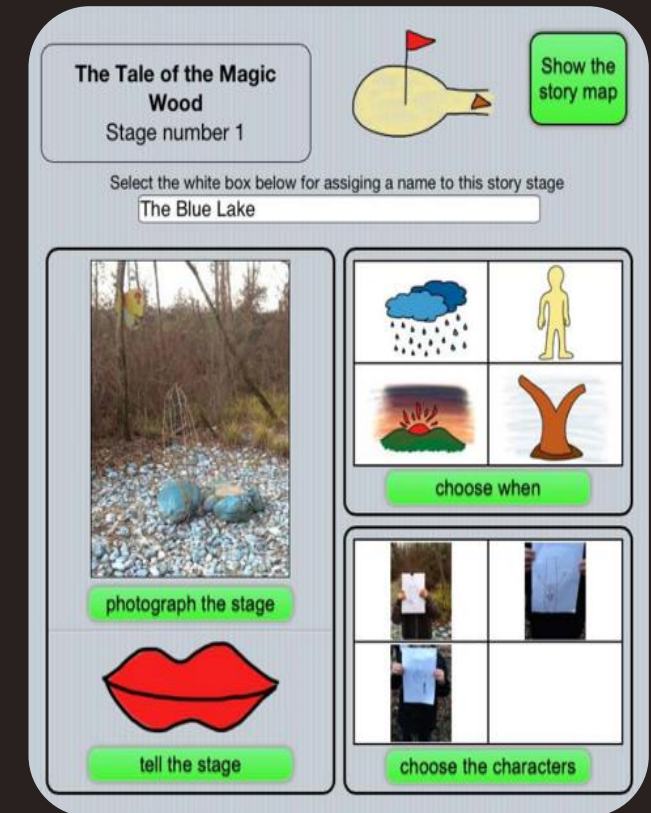 The Tale of the Magic
Wood
Stage number 1
Show the
story map
Select the white box below for assiging a name to this story stage
The Blue Lake
choose when
photograph the stage
tell the stage
choose the characters